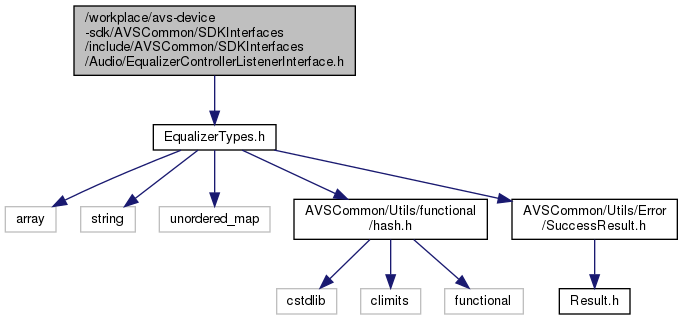 /workplace/avs-device
-sdk/AVSCommon/SDKInterfaces
/include/AVSCommon/SDKInterfaces
/Audio/EqualizerControllerListenerInterface.h
EqualizerTypes.h
array
string
unordered_map
AVSCommon/Utils/functional
/hash.h
AVSCommon/Utils/Error
/SuccessResult.h
cstdlib
climits
functional
Result.h